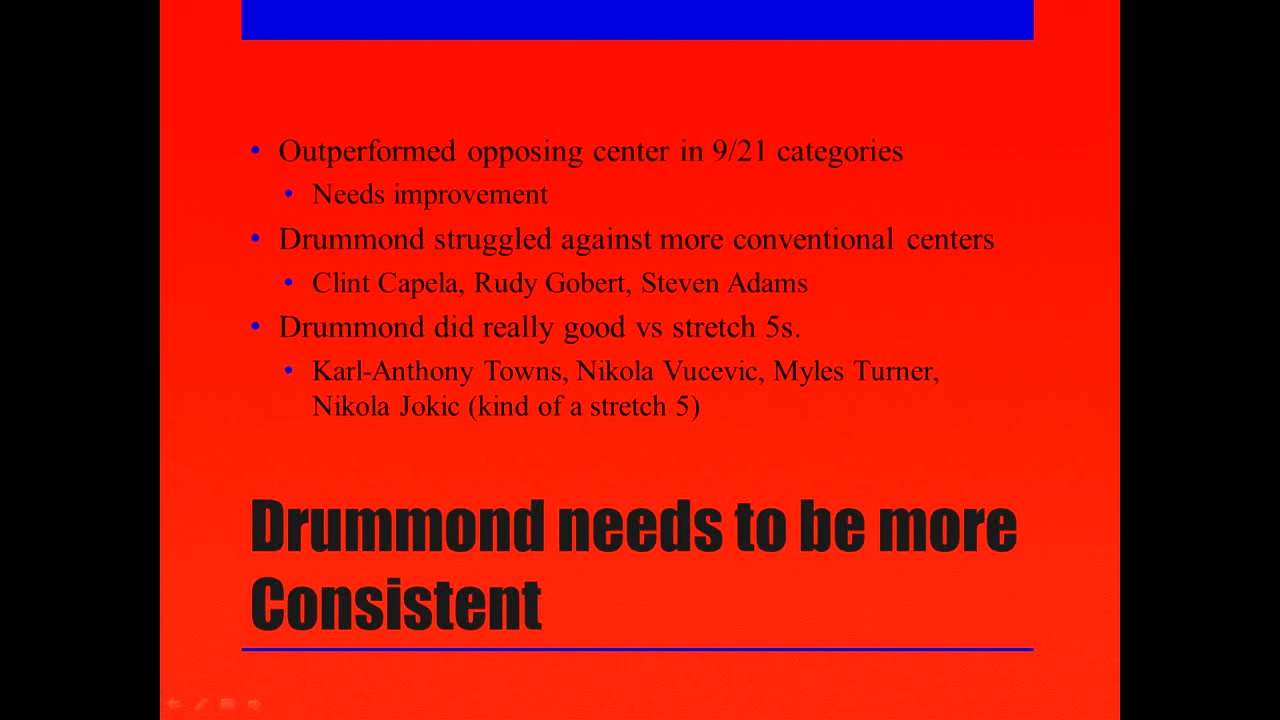 • Outperformed opposing center in 9/21 categories
• Needs improvement
• Drummond struggled against more conventional centers
• Clint Capela, Rudy Gobert, Steven Adams
• Drummond did really good vs stretch 5s.
• Karl-Anthony Towns, Nikola Vucevic, Myles Turner,
Nikola Jokic (kind of a stretch 5)
Drummond needs to be more
Consistent